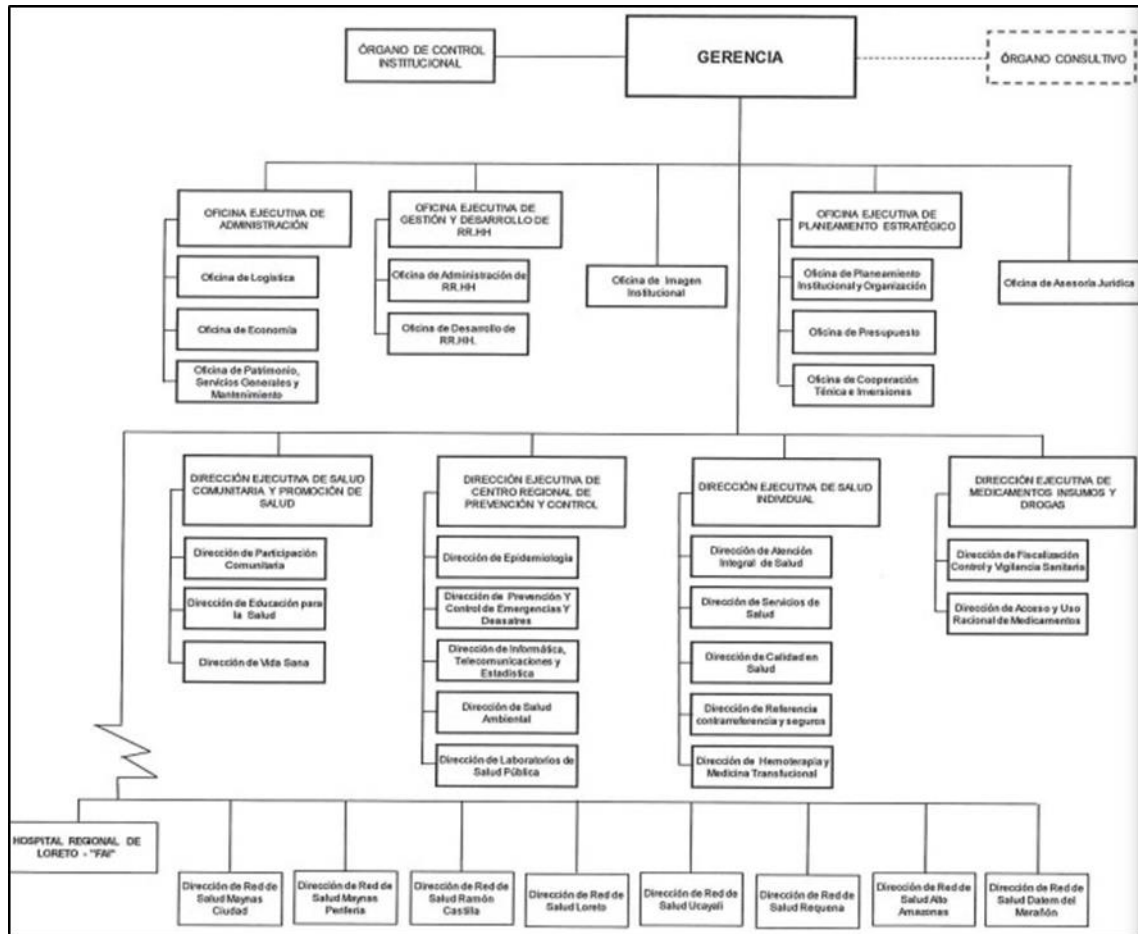 ÓRGANO DE CONTROL
INSTITUCIONAL
GERENCIA
ÓRGANO CONSULTIVO
OFICINA EJECUTIVA DE
ADMINISTRACIÓN
Oficina de Logística
Oficina de Economía
Oficina de Patrimonio,
Servicios Generales y
Mantenimiento
OFICINA EJECUTIVA DE
GESTIÓN Y DESARROLLO DE
RR.HH
Oficina de Administración de
RR.HH
Oficina de Desarrollo de
RR.HH.
Oficina de Imagen
Institucional
OFICINA EJECUTIVA DE
PLANEAMIENTO ESTRATÉGICO
Oficina de Planeamiento
Institucional y Organización
Oficina de Presupuesto
Oficina de Cooperación
Ténica e Inversiones
Oficina de Asesoría Jurídica
DIRECCIÓN EJECUTIVA DE SALUD
COMUNITARIA Y PROMOCIÓN DE
SALUD
Dirección de Participación
Comunitaria
Dirección de Educación para
la Salud
Dirección de Vida Sana
DIRECCIÓN EJECUTIVA DE
CENTRO REGIONAL DE
PREVENCIÓN Y CONTROL
Dirección de Epidemiología
Dirección de Prevención Y
Control de Emergencias Y
Desastres
Dirección de Informática,
Telecomunicaciones y
Estadística
Dirección de Salud
Ambiental
Dirección de Laboratorios de
Salud Pública
DIRECCIÓN EJECUTIVA DE SALUD
INDIVIDUAL
Dirección de Atención
Integral de Salud
Dirección de Servicios de
Salud
Dirección de Calidad en
Salud
Dirección de Referencia
contrarreferencia y seguros
Dirección de Hemoterapia y
Medicina Transfucional
DIRECCIÓN EJECUTIVA DE
MEDICAMENTOS INSUMOS Y
DROGAS
Dirección de Fiscalización
Control y Vigilancia Sanitaria
Dirección de Acceso y Uso
Racional de Medicamentos
HOSPITAL REGIONAL DE
LORETO - "FAI"
Dirección de Red de
Salud Maynas
Ciudad
Dirección de Red de
Salud Maynas
Periferia
Dirección de Red de
Salud Ramón
Castilla
Dirección de Red de
Salud Loreto
Dirección de Red de
Salud Ucayali
Dirección de Red de
Salud Requena
Dirección de Red de
Salud Alto
Amazonas
Dirección de Red de
Salud Datem del
Marañón